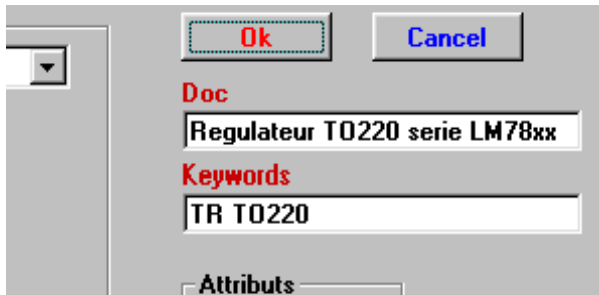 Ok Cancel
Doc
Regulateur TO220 serie LM78xx
Keywords
TR TO220
Attributs